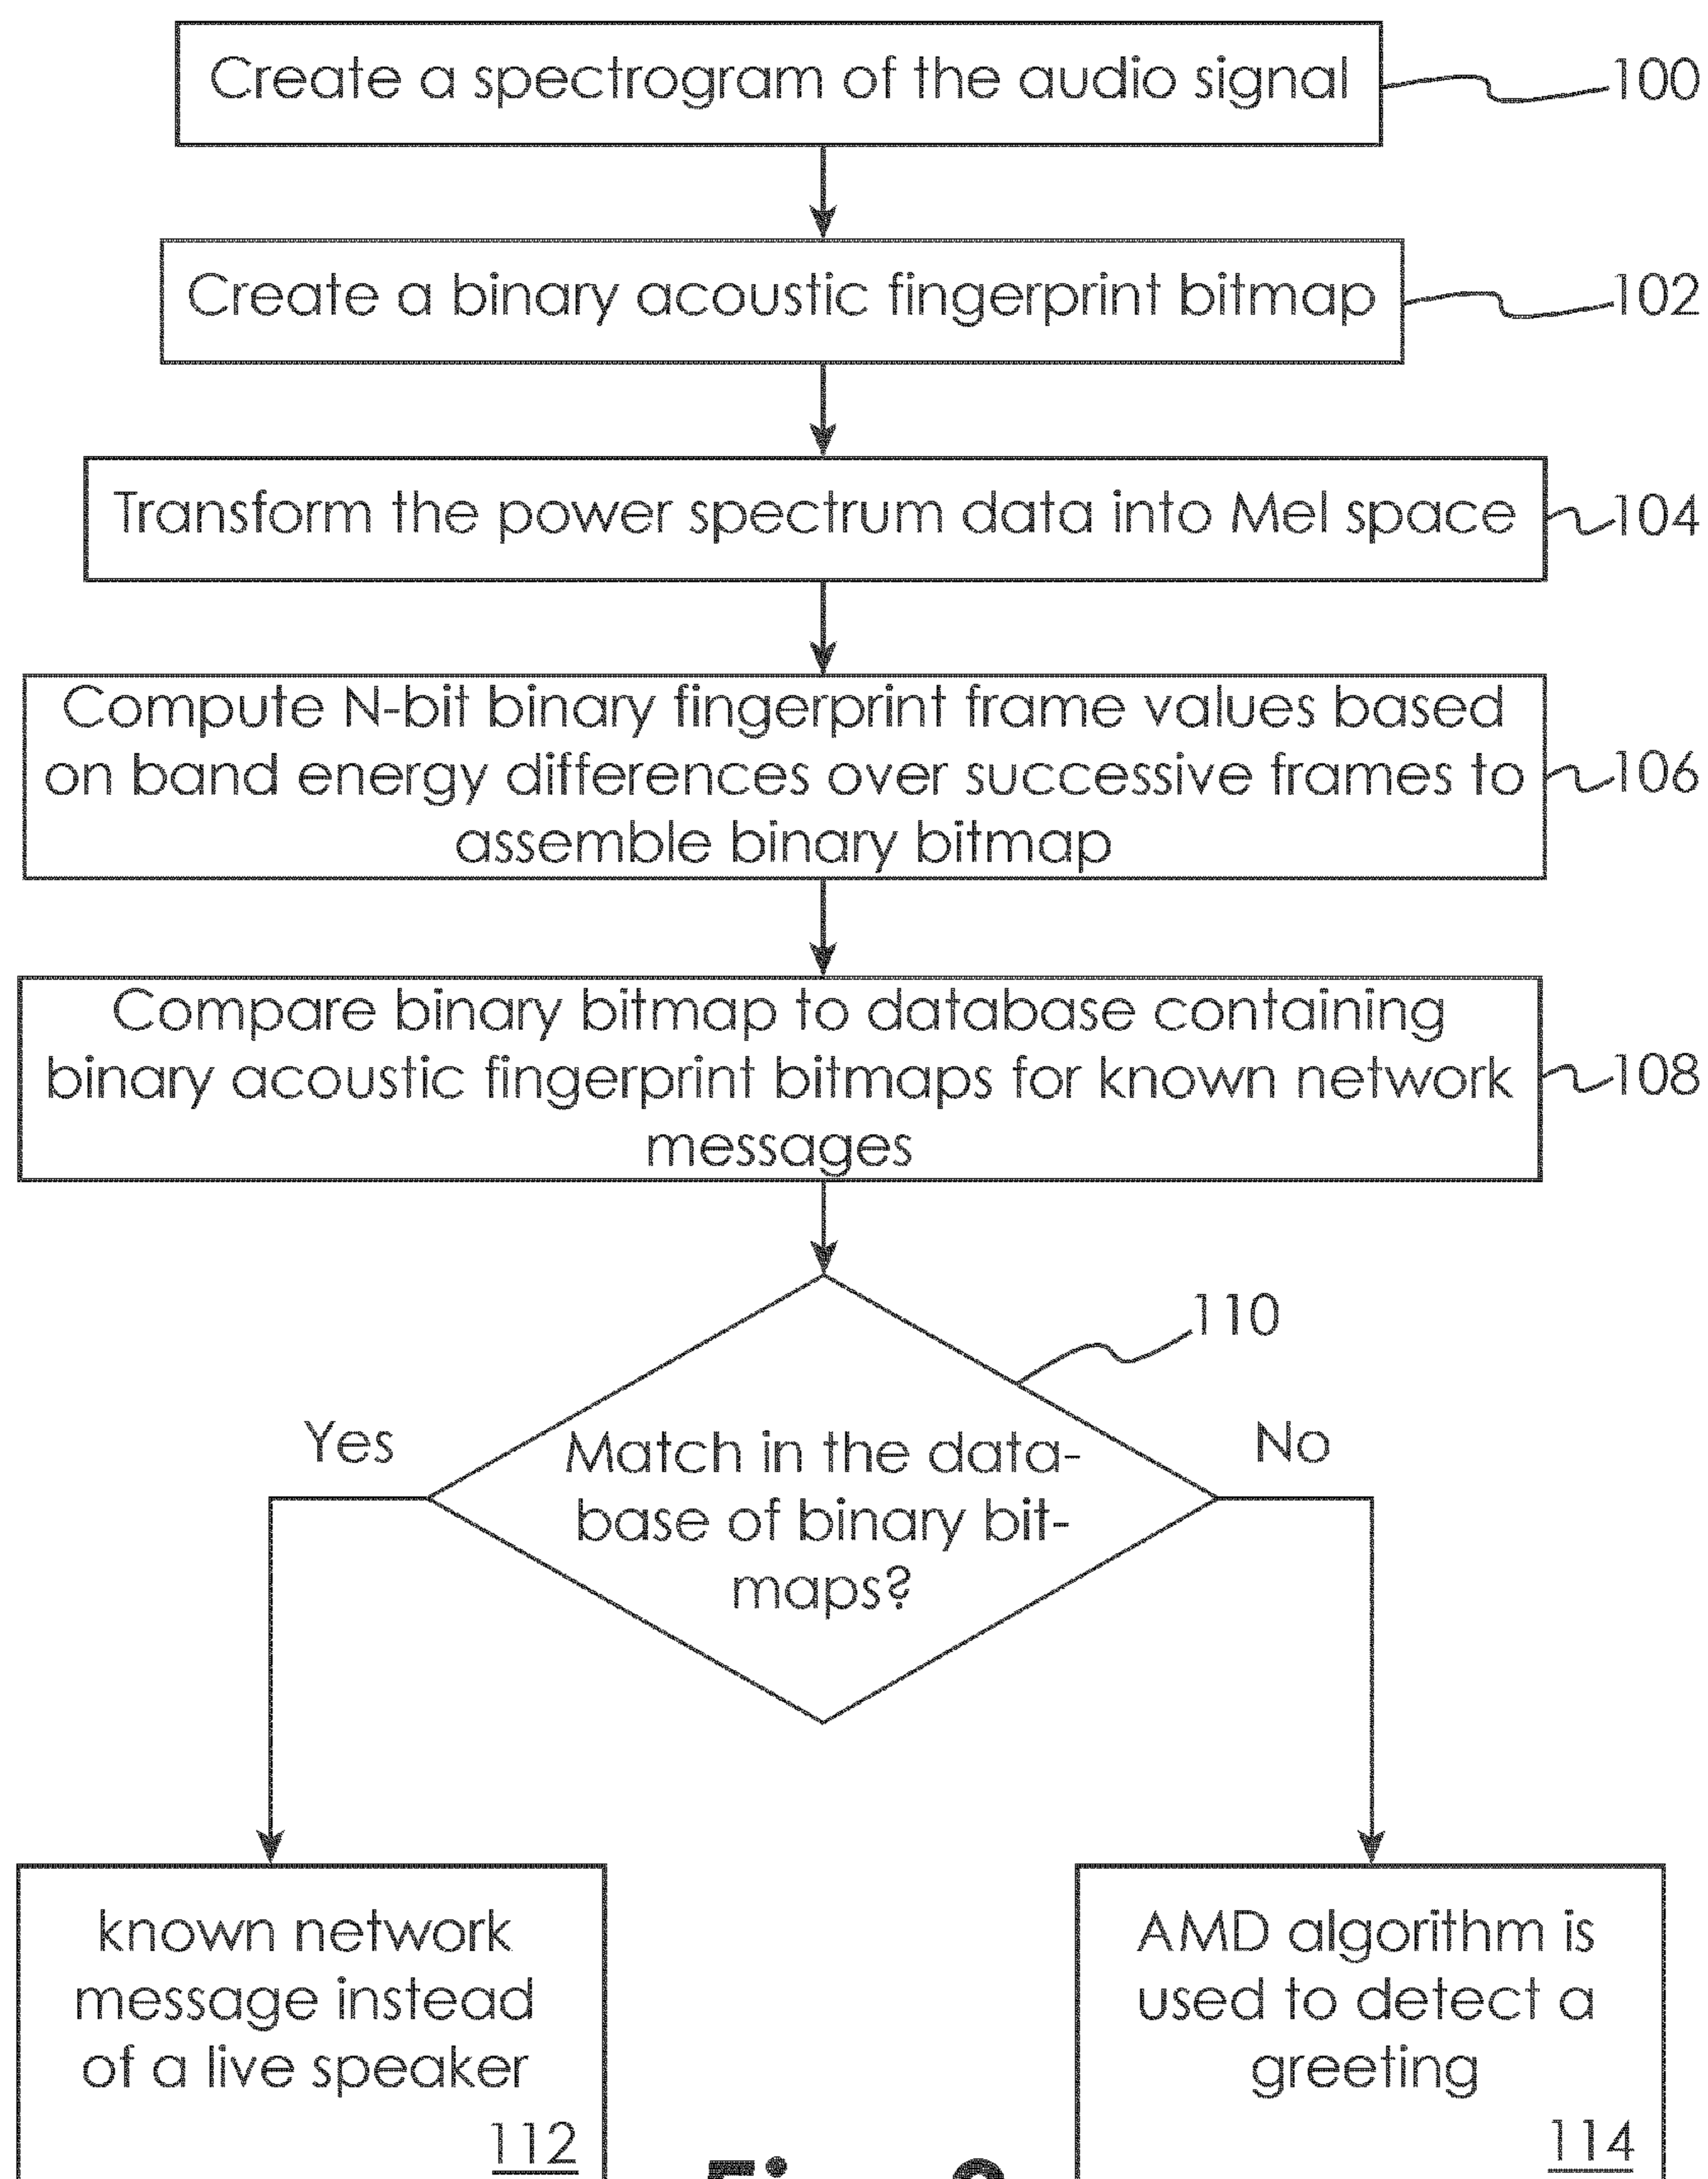 Create a spectrogram of the audio signal
100
Create a binary acoustic fingerprint bitmap
102
Transform the power spectrum data into Mel space
104
Compute N-bit binary fingerprint frame values based
on band energy differences over successive frames to
assemble binary bitmap
106
Compare binary bitmap to database containing
binary acoustic fingerprint bitmaps for known network
messages
108
110
Yes
No
Match in the data-
base of binary bit-
maps?
known network
message instead
of a live speaker
112
AMD algorithm is
used to detect a
greeting
114